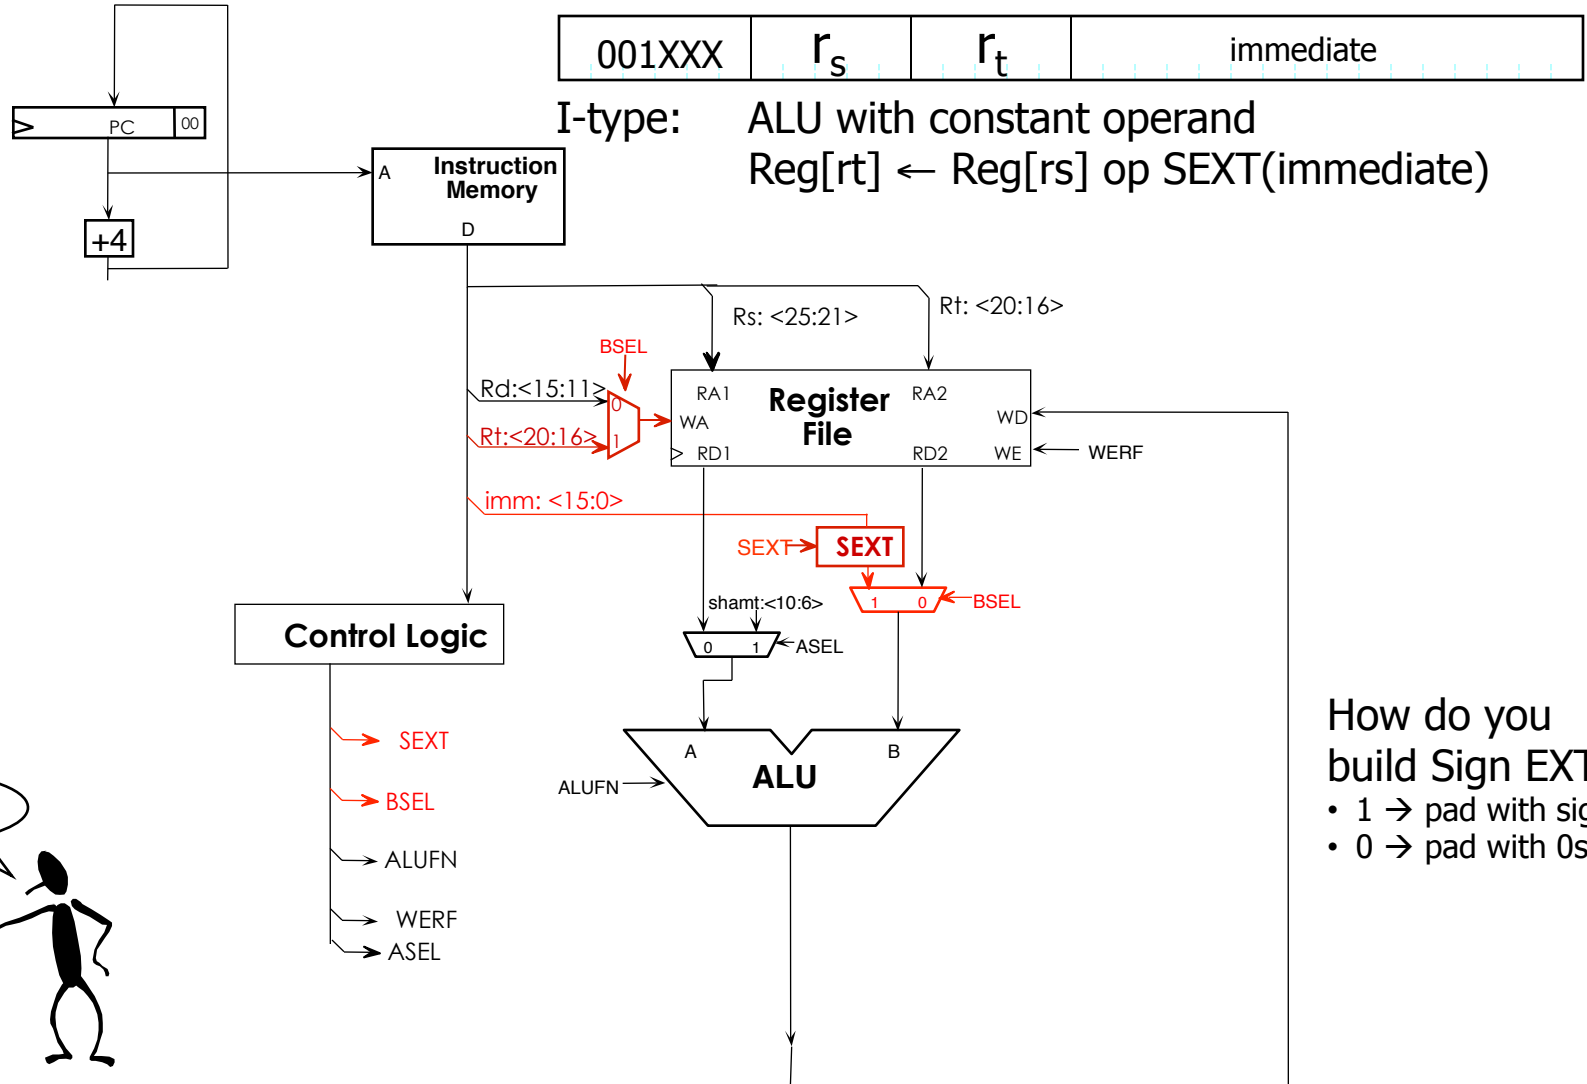 001XXX rs rt immediate
I-type: ALU with constant operand
Reg[rt] ← Reg[rs] op SEXT(immediate)
PC 00
+4
A Instruction
Memory
D
Rs: <25:21>
Rt: <20:16>
BSEL
Rd:<15:11>
0
Rt:<20:16>
1
RA1 Register RA2
WA File WD
RD1 RD2 WE
WERF
imm: <15:0>
SEXT SEXT
1 0 BSEL
shamt:<10:6>
0 1 ASEL
Control Logic
SEXT
BSEL
ALUFN
WERF
ASEL
A B
ALU
ALUFN
How do you
build Sign EXT
• 1 → pad with sig
• 0 → pad with 0s